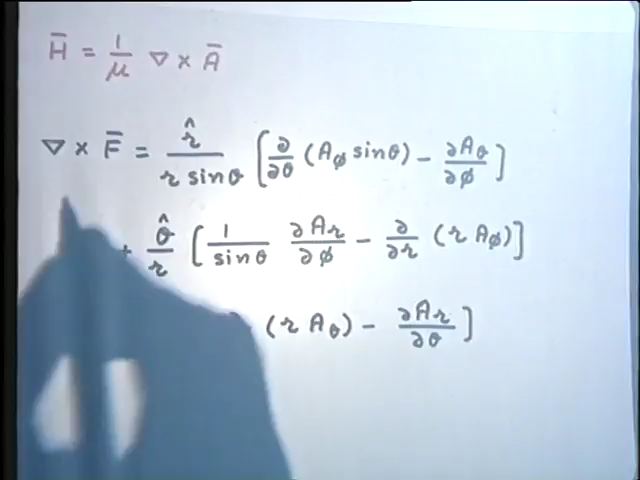 H̄ = 1/μ ∇ × Ā
∇ × F̄ = r̂/(r sinθ) [∂/∂θ (A_ϕ sinθ) − ∂A_θ/∂ϕ]
+ θ̂/r [1/sinθ ∂A_r/∂ϕ − ∂/∂r (r A_ϕ)]
(r A_θ) − ∂A_r/∂θ]